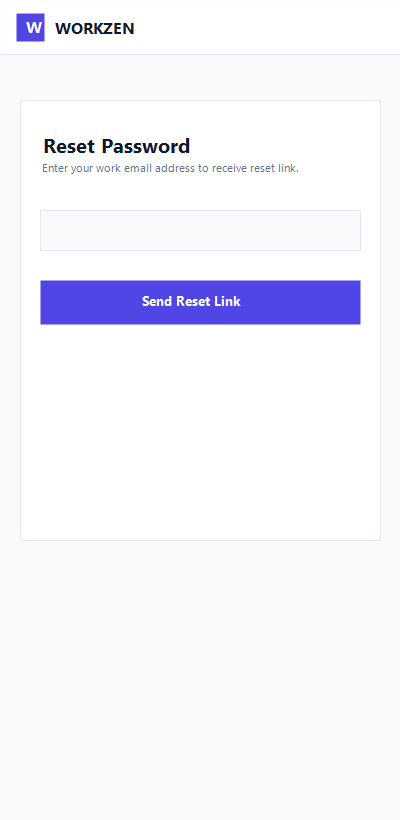 W WORKZEN
Reset Password
Enter your work email address to receive reset link.
Send Reset Link